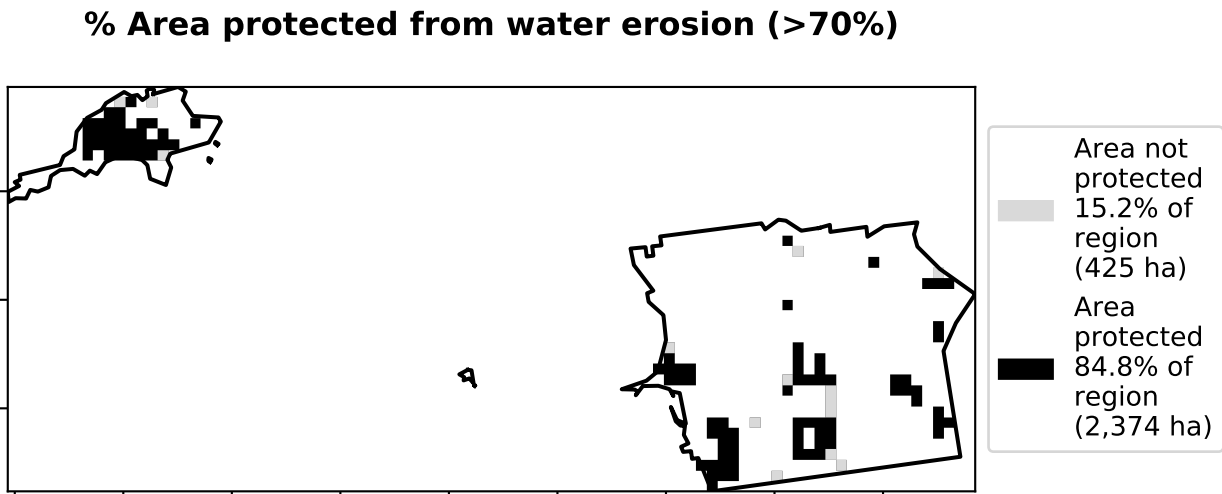 % Area protected from water erosion (>70%)
Area not
protected
15.2% of
region
(425 ha)
Area
protected
84.8% of
region
(2,374 ha)